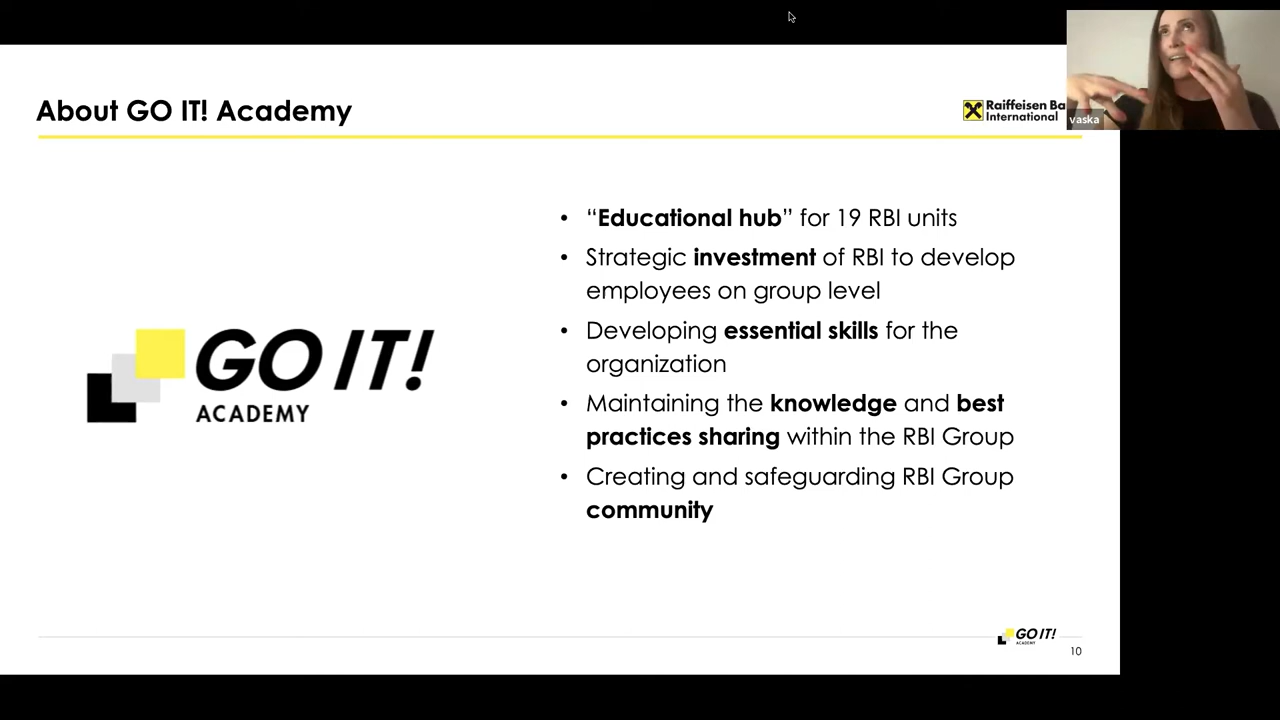 About GO IT! Academy
Raiffeisen Ba
International
vaska
• “Educational hub” for 19 RBI units
• Strategic investment of RBI to develop
employees on group level
• Developing essential skills for the
organization
• Maintaining the knowledge and best
practices sharing within the RBI Group
• Creating and safeguarding RBI Group
community
GO IT!
ACADEMY
GO IT!
ACADEMY
10